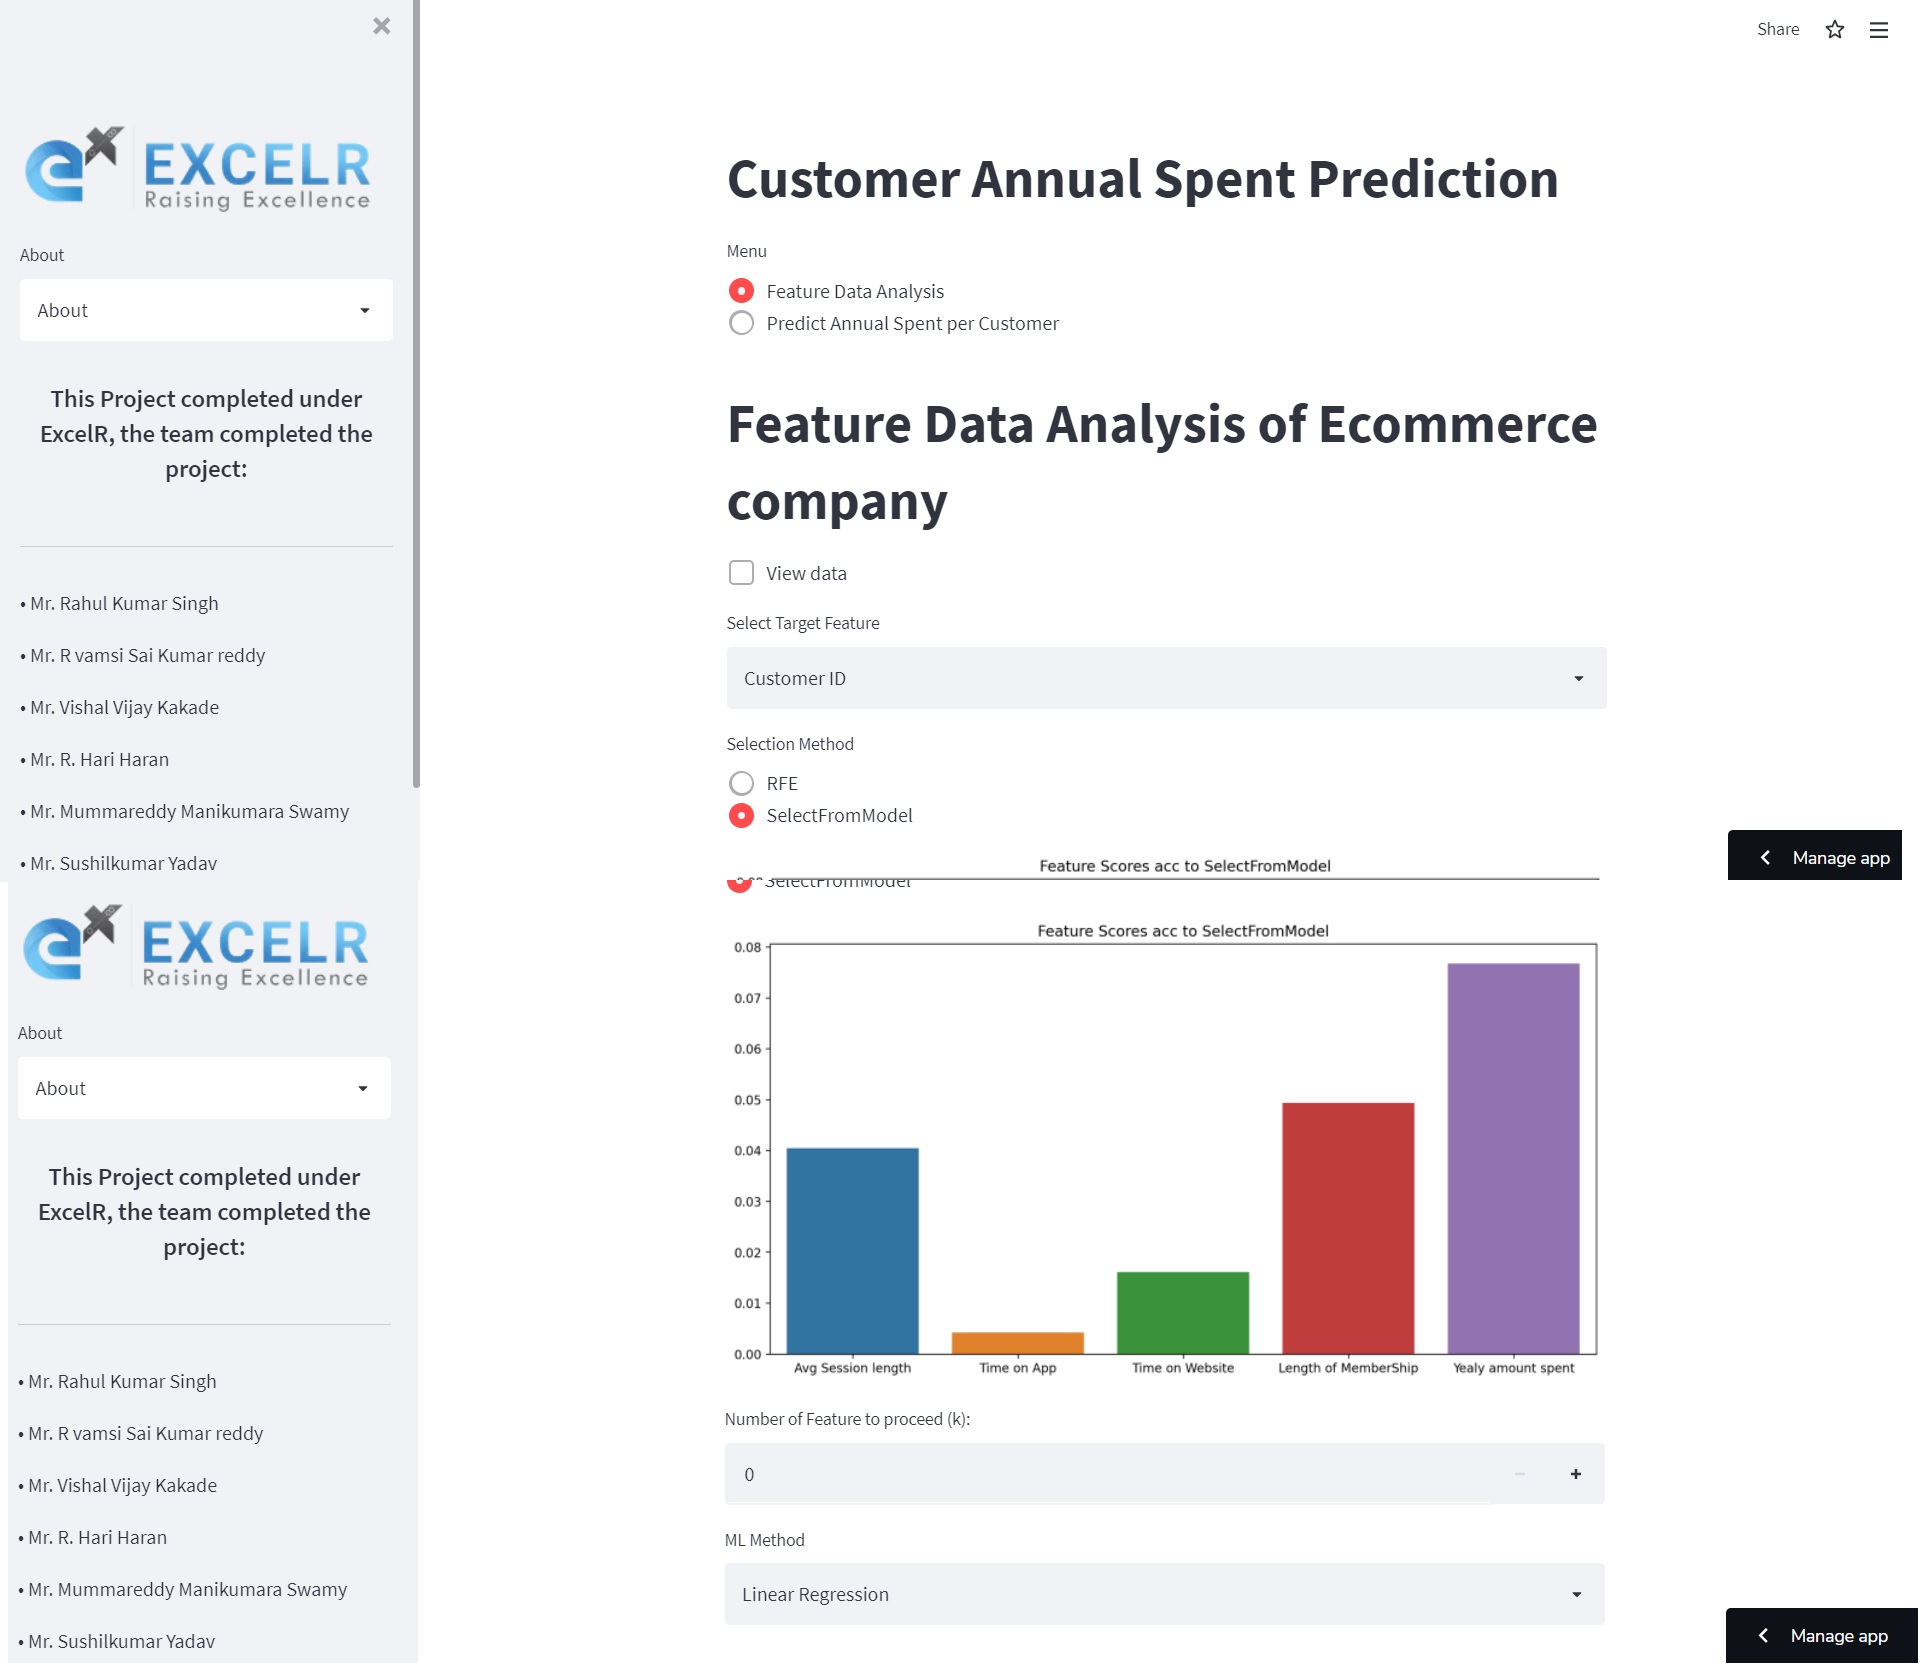 Share
EXCELR
Raising Excellence
About
About
This Project completed under
ExcelR, the team completed the
project:
• Mr. Rahul Kumar Singh
• Mr. R vamsi Sai Kumar reddy
• Mr. Vishal Vijay Kakade
• Mr. R. Hari Haran
• Mr. Mummareddy Manikumara Swamy
• Mr. Sushilkumar Yadav
Customer Annual Spent Prediction
Menu
Feature Data Analysis
Predict Annual Spent per Customer
Feature Data Analysis of Ecommerce
company
View data
Select Target Feature
Customer ID
Selection Method
RFE
SelectFromModel
Feature Scores acc to SelectFromModel
Manage app
EXCELR
Raising Excellence
About
About
This Project completed under
ExcelR, the team completed the
project:
• Mr. Rahul Kumar Singh
• Mr. R vamsi Sai Kumar reddy
• Mr. Vishal Vijay Kakade
• Mr. R. Hari Haran
• Mr. Mummareddy Manikumara Swamy
• Mr. Sushilkumar Yadav
SelectFromModel
Feature Scores acc to SelectFromModel
0.08
0.07
0.06
0.05
0.04
0.03
0.02
0.01
0.00
Avg Session length Time on App Time on Website Length of MemberShip Yealy amount spent
Number of Feature to proceed (k):
0
ML Method
Linear Regression
Manage app